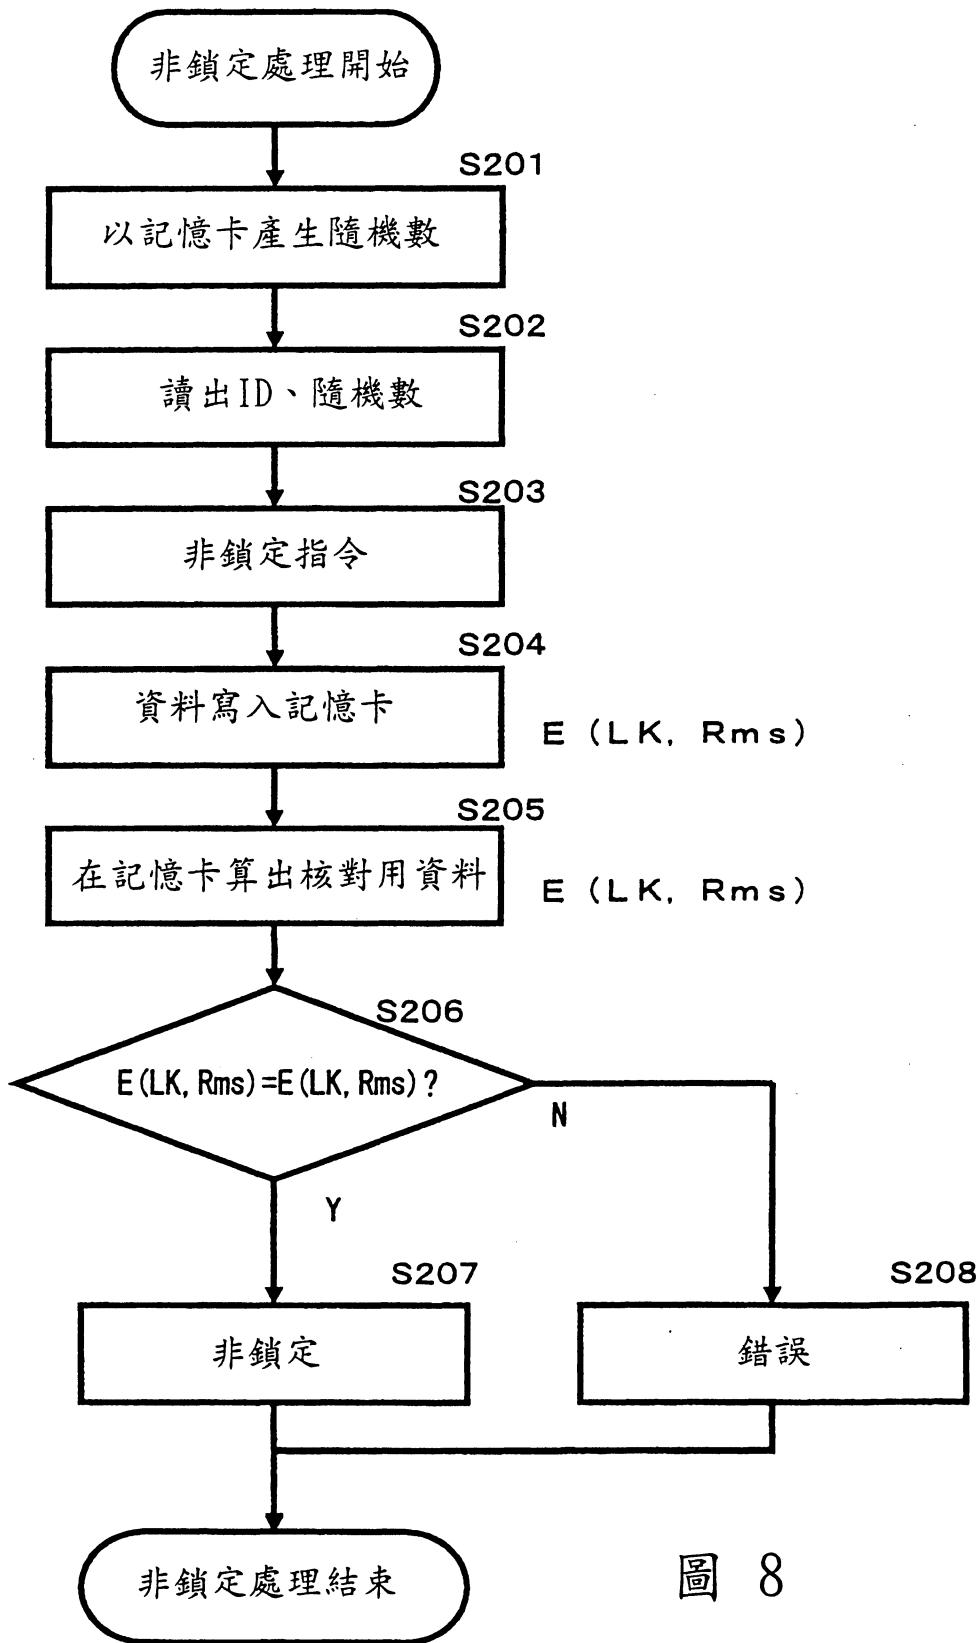 非鎖定處理開始
S201
以記憶卡產生隨機數
S202
讀出ID、隨機數
S203
非鎖定指令
S204
資料寫入記憶卡
E (LK, Rms)
S205
在記憶卡算出核對用資料
E (LK, Rms)
S206
E(LK, Rms)=E(LK, Rms)?
N
Y
S207
非鎖定
S208
錯誤
非鎖定處理結束
圖 8